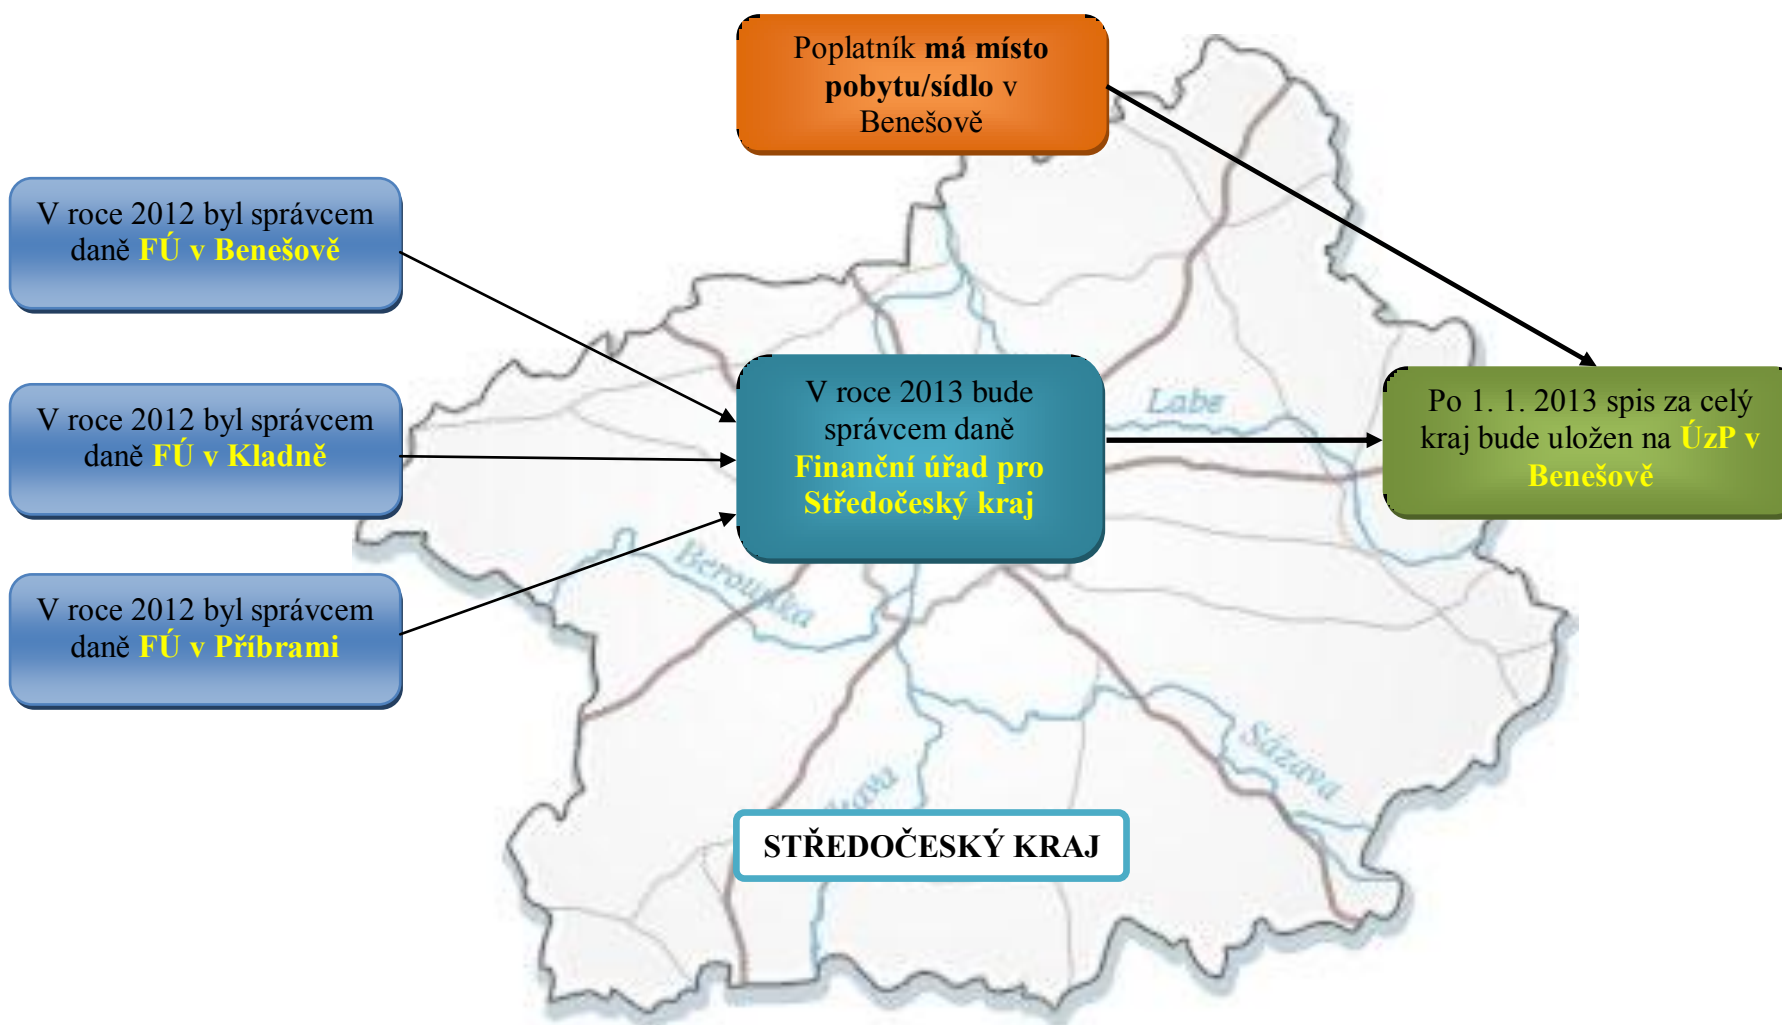 Poplatník má místo
pobytu/sídlo v
Benešově
V roce 2012 byl správcem
daně FÚ v Benešově
V roce 2012 byl správcem
daně FÚ v Kladně
V roce 2012 byl správcem
daně FÚ v Příbrami
V roce 2013 bude
správcem daně
Finanční úřad pro
Středočeský kraj
Po 1. 1. 2013 spis za celý
kraj bude uložen na ÚzP v
Benešově
Labe
Berounka
Sázava
STŘEDOČESKÝ KRAJ